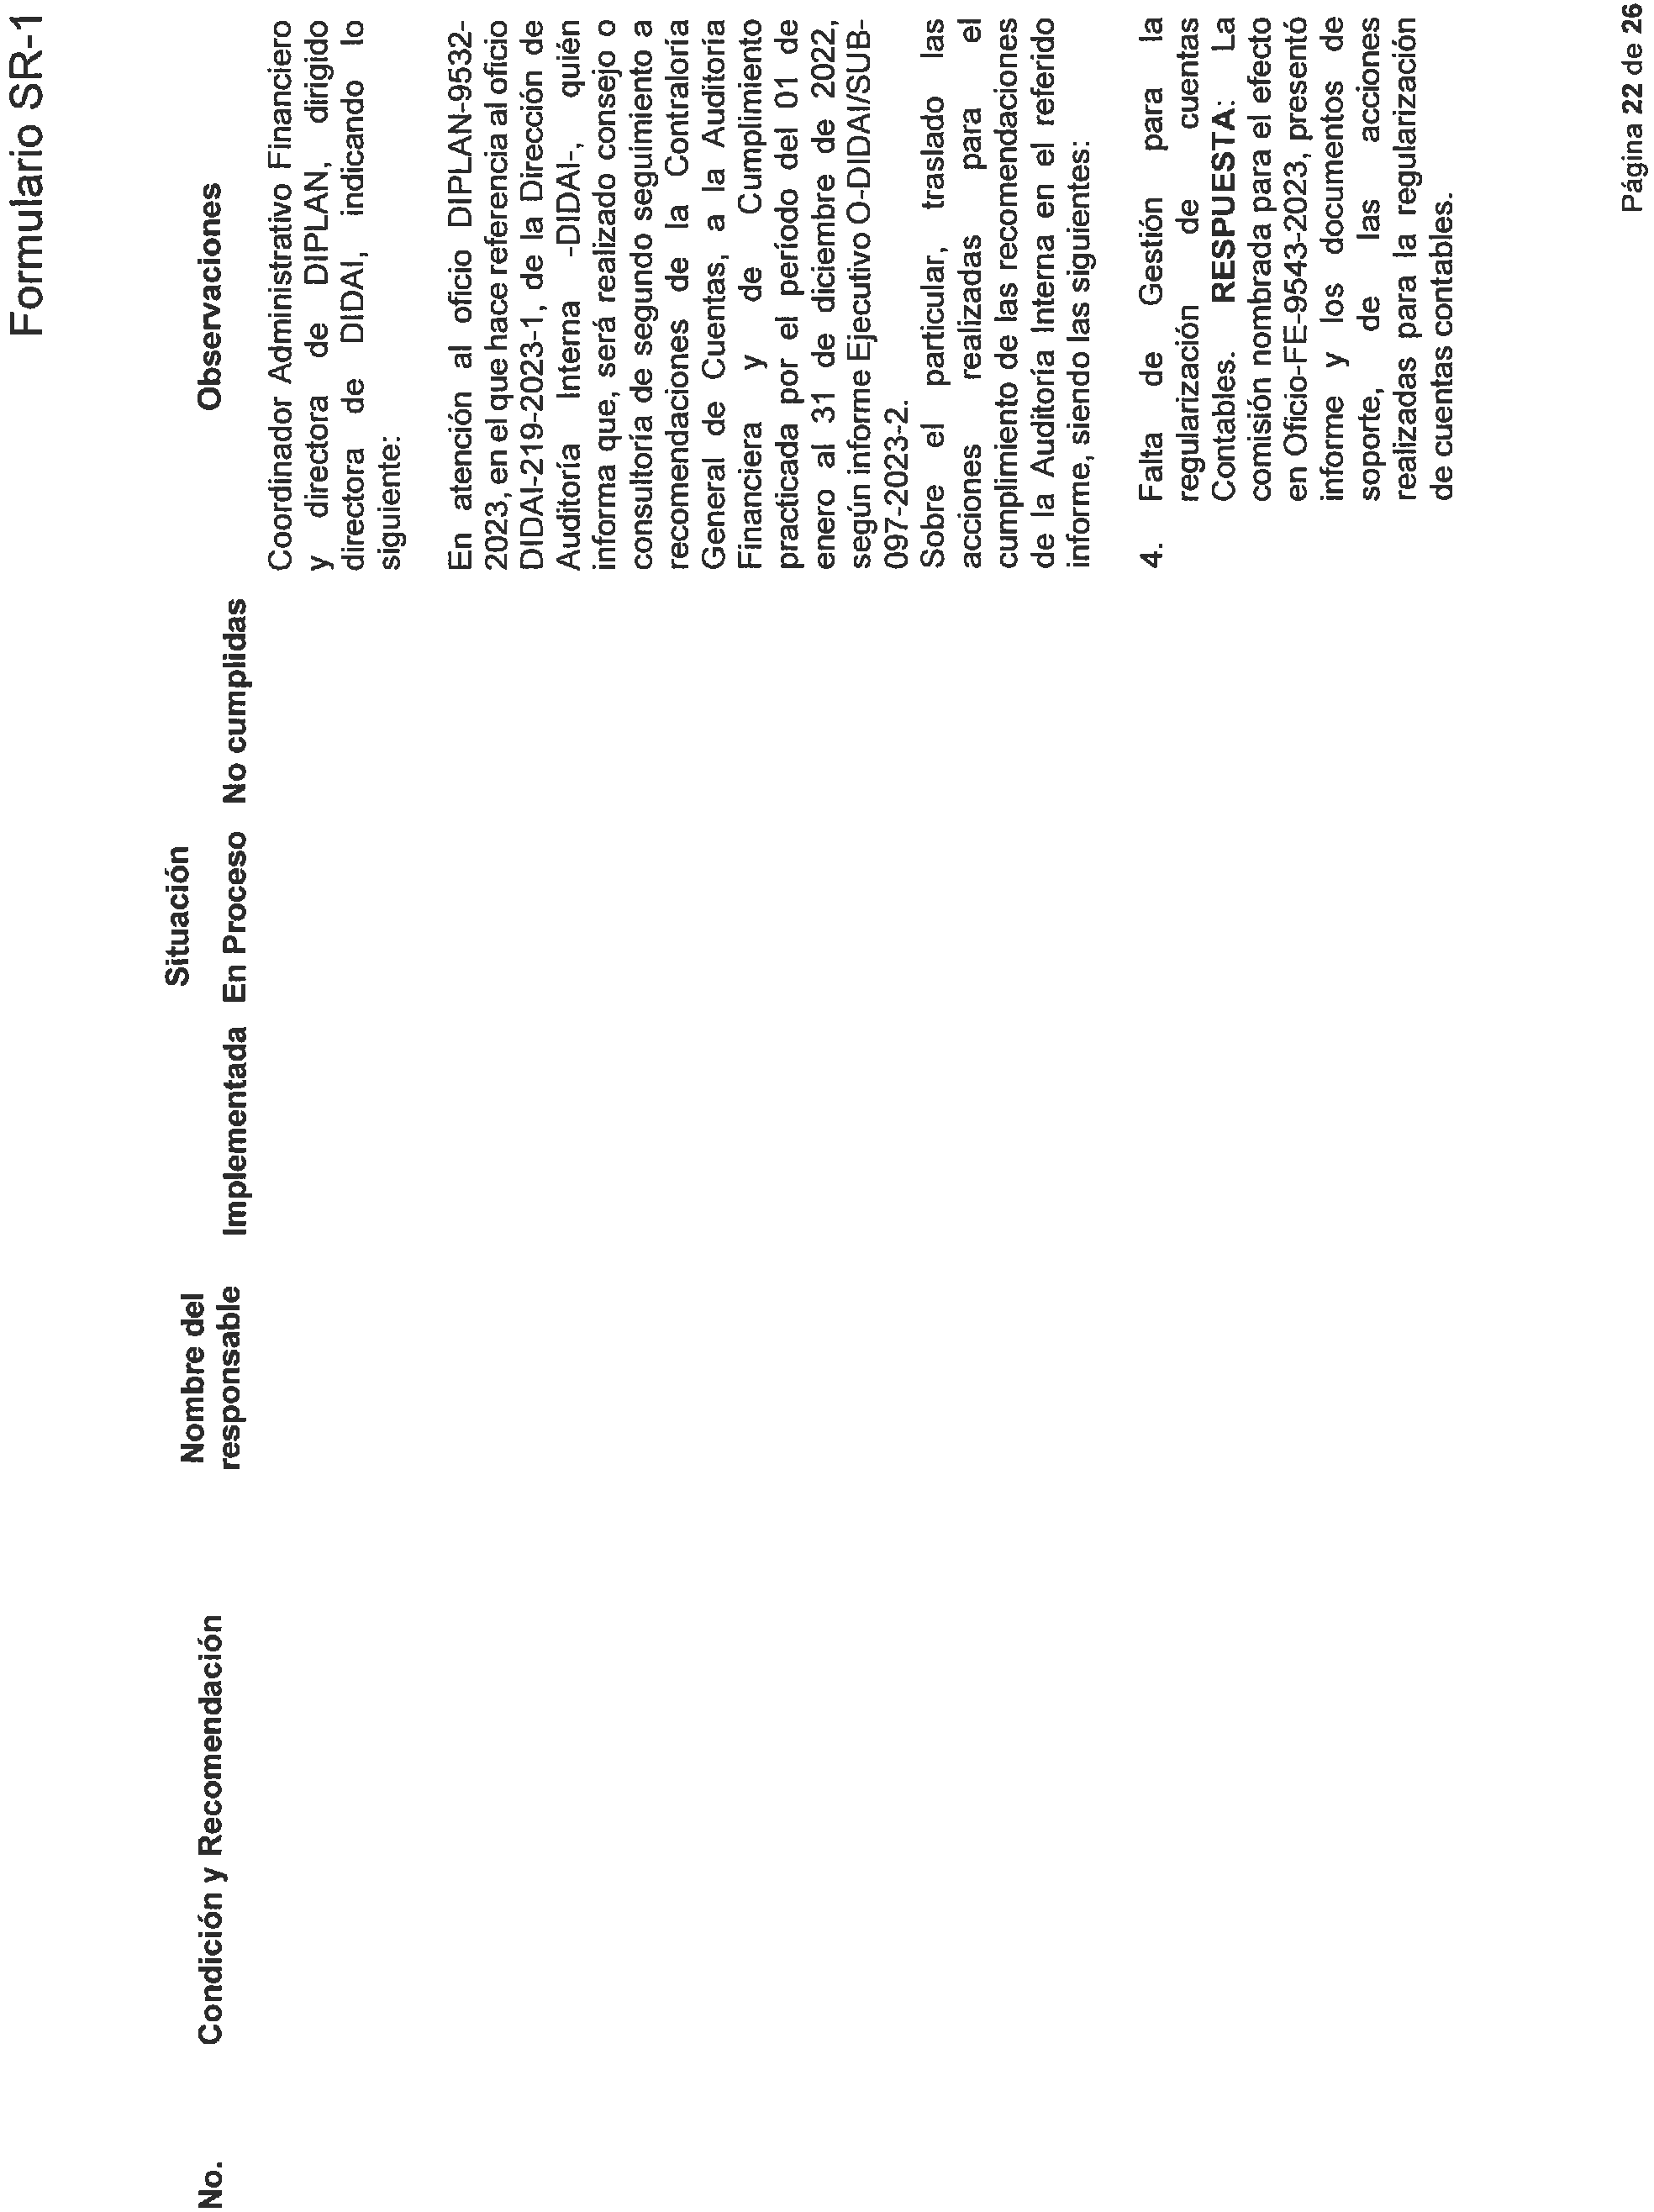 Formulario SR-1
Situación
No.
Condición y Recomendación
Nombre del
responsable
Implementada
En Proceso
No cumplidas
Observaciones
Coordinador Administrativo Financiero
y directora de DIPLAN, dirigido
directora de DIDAI, indicando lo
siguiente:
En atención al oficio DIPLAN-9532-
2023, en el que hace referencia al oficio
DIDAI-219-2023-1, de la Dirección de
Auditoría Interna -DIDAI-, quién
informa que, será realizado consejo o
consultoría de segundo seguimiento a
recomendaciones de la Contraloría
General de Cuentas, a la Auditoría
Financiera y de Cumplimiento
practicada por el período del 01 de
enero al 31 de diciembre de 2022,
según informe Ejecutivo O-DIDAI/SUB-
097-2023-2.
Sobre el particular, traslado las
acciones realizadas para el
cumplimiento de las recomendaciones
de la Auditoría Interna en el referido
informe, siendo las siguientes:
4. Falta de Gestión para la
regularización de cuentas
Contables. RESPUESTA: La
comisión nombrada para el efecto
en Oficio-FE-9543-2023, presentó
informe y los documentos de
soporte, de las acciones
realizadas para la regularización
de cuentas contables.
Página 22 de 26